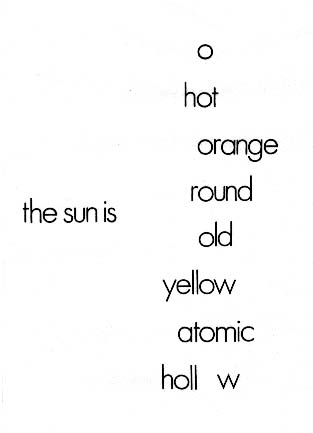 o
hot
orange
round
the sun is
old
yellow
atomic
holl w